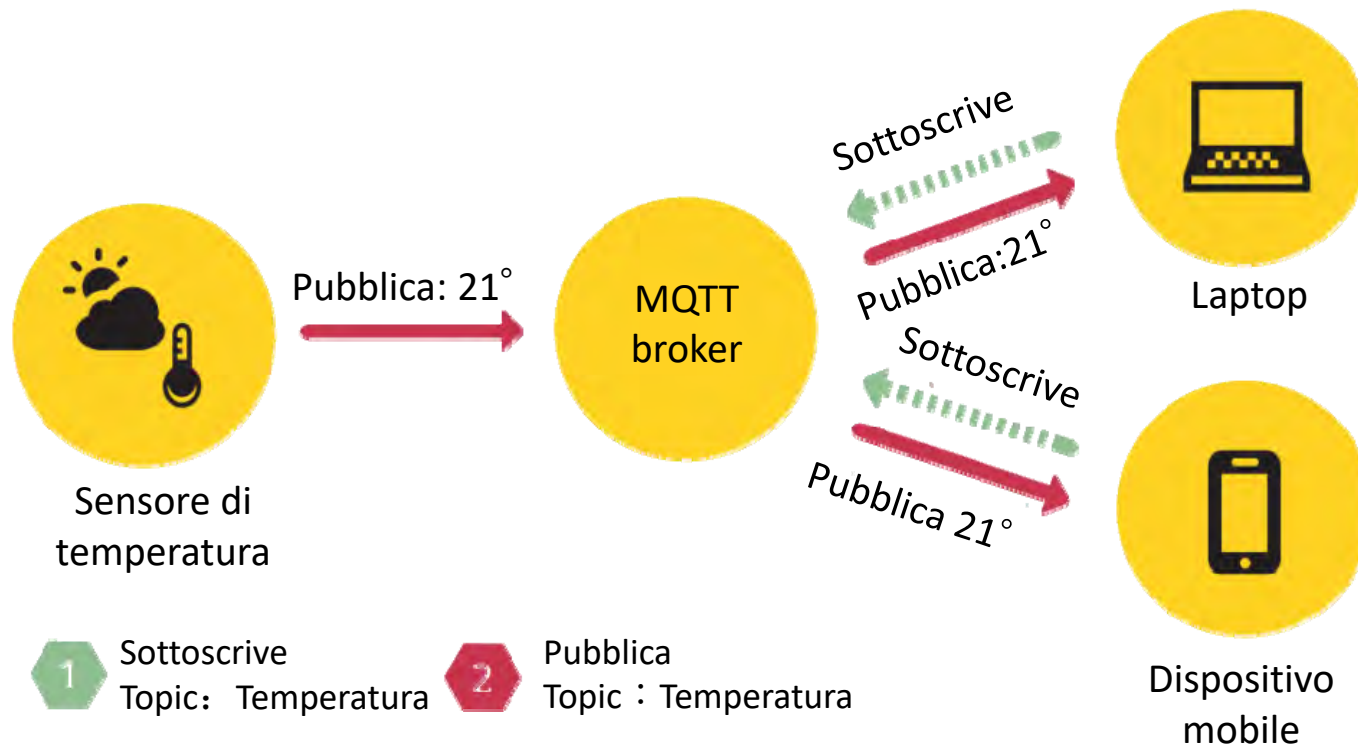 Sottoscrive
Pubblica:21°
Laptop
Pubblica: 21°
MQTT
broker
Sottoscrive
Pubblica 21°
Sensore di
temperatura
Dispositivo
mobile
1
Sottoscrive
Topic： Temperatura
2
Pubblica
Topic：Temperatura